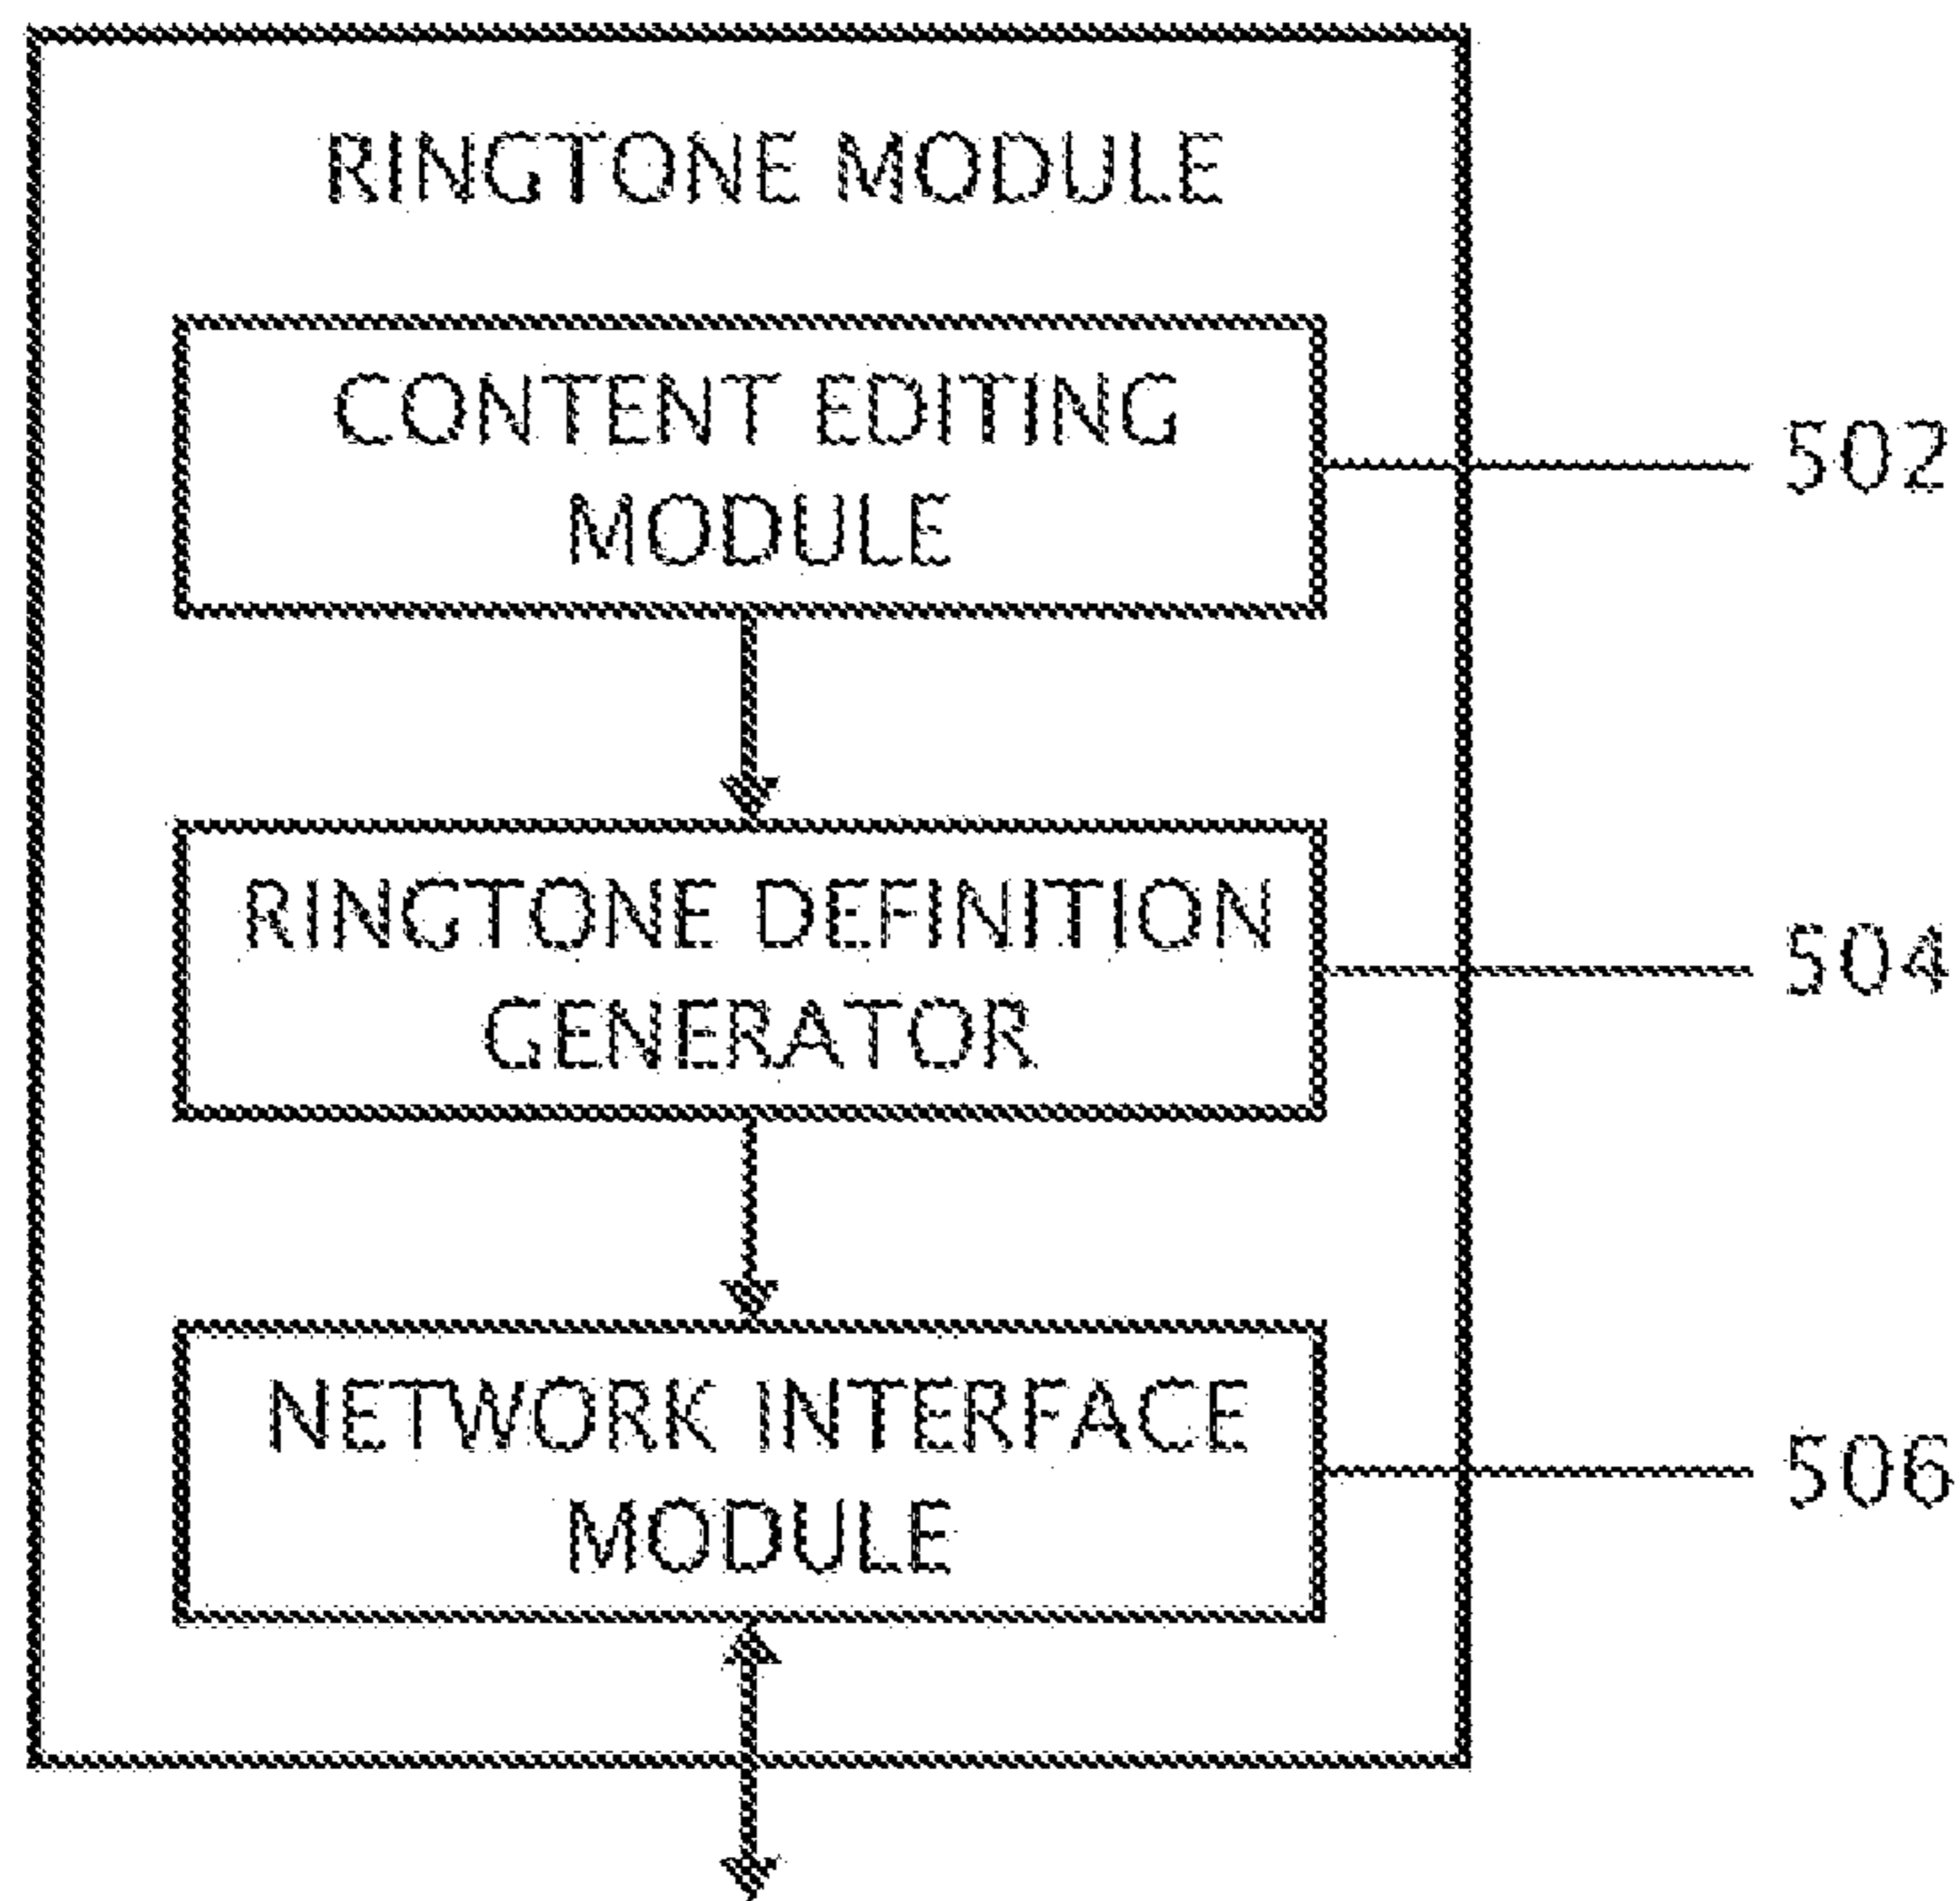 RINGTONE MODULE
CONTENT EDITING
MODULE
502
RINGTONE DEFINITION
GENERATOR
504
NETWORK INTERFACE
MODULE
506